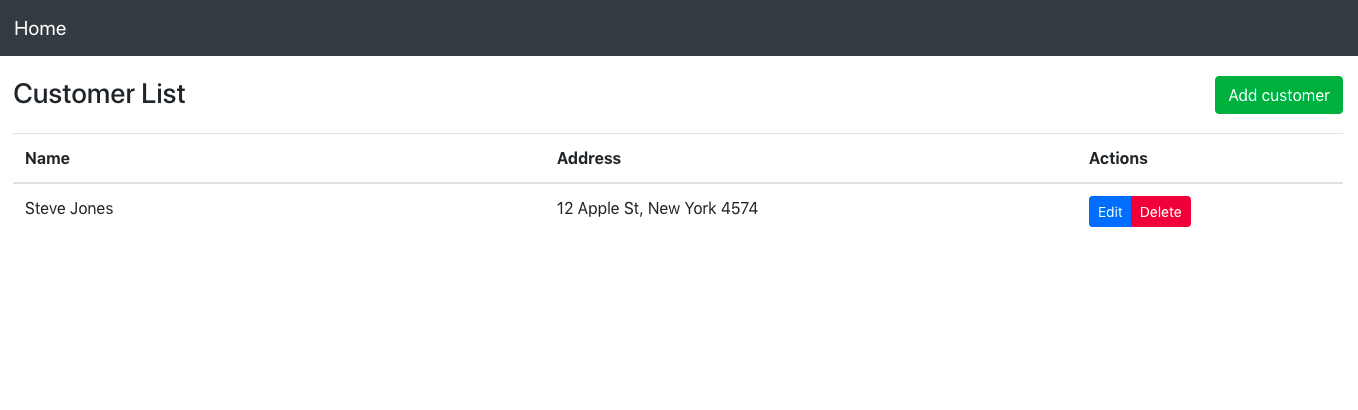 Home
Customer List
Add customer
Name Address Actions
Steve Jones 12 Apple St, New York 4574 Edit Delete